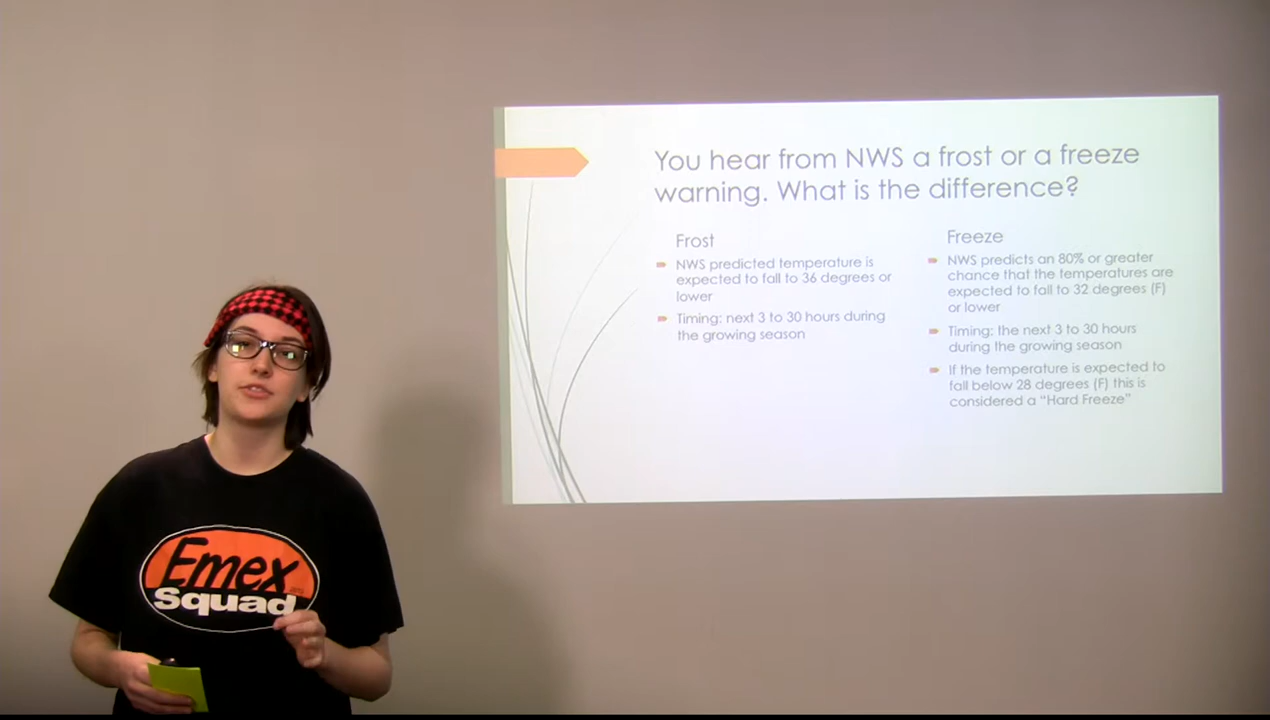 You hear from NWS a frost or a freeze
warning. What is the difference?
Frost
NWS predicted temperature is
expected to fall to 36 degrees or
lower
Timing: next 3 to 30 hours during
the growing season
Freeze
NWS predicts an 80% or greater
chance that the temperatures are
expected to fall to 32 degrees (F)
or lower
Timing: the next 3 to 30 hours
during the growing season
If the temperature is expected to
fall below 28 degrees (F) this is
considered a “Hard Freeze”
Emex
Squad